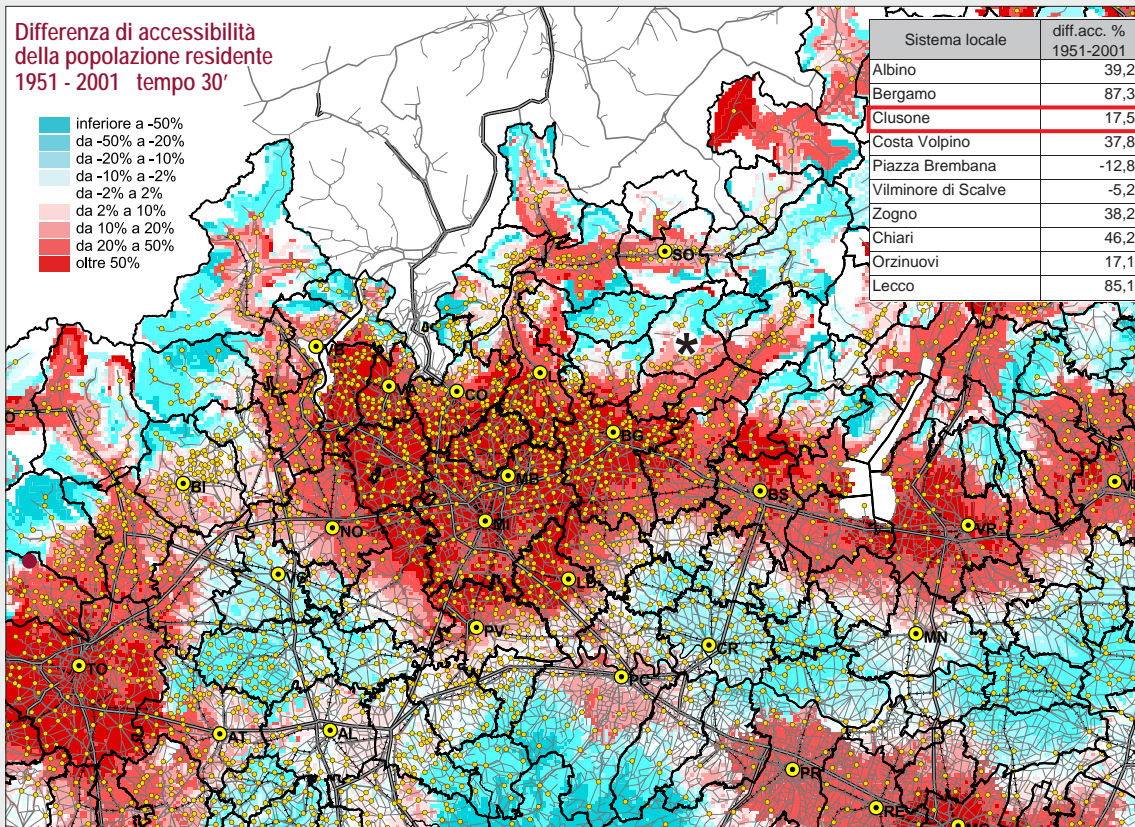 Differenza di accessibilità
della popolazione residente
1951 - 2001 tempo 30'
inferiore a -50%
da -50% a -20%
da -20% a -10%
da -10% a -2%
da -2% a 2%
da 2% a 10%
da 10% a 20%
da 20% a 50%
oltre 50%
Sistema locale diff.acc. % 1951-2001
Albino 39,2
Bergamo 87,3
Clusone 17,5
Costa Volpino 37,8
Piazza Brembana -12,8
Vilminore di Scalve -5,2
Zogno 38,2
Chiari 46,2
Orzinuovi 17,1
Lecco 85,1
SO
*
VB
VA
CO
BG
BI
MB
BS
NO
MI
VR
VC
LO
PV
MN
TO
CR
PC
AT
AL
PR
RE